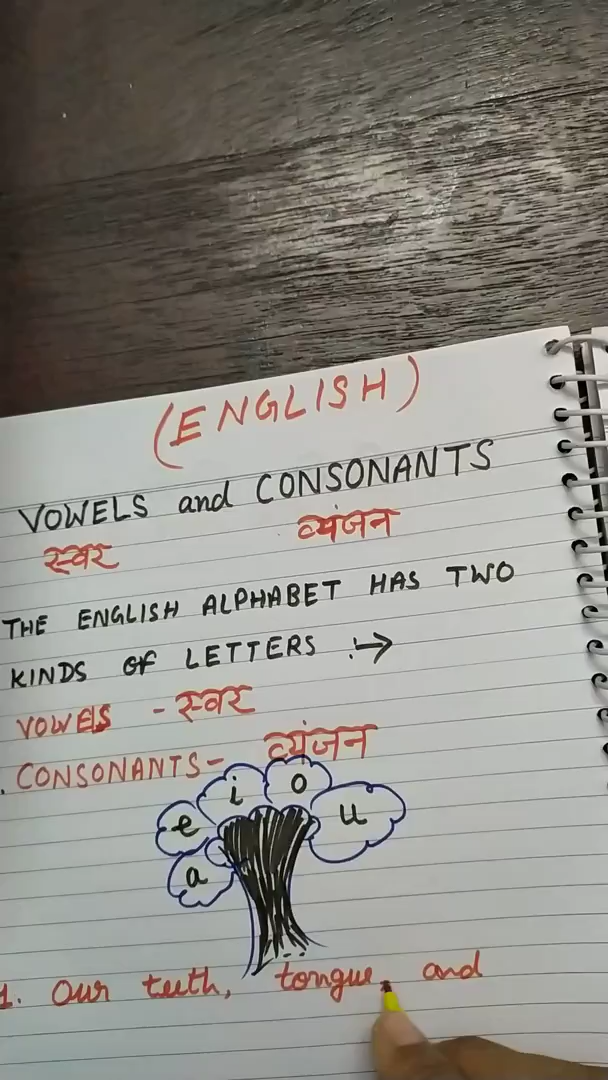 (ENGLISH)
VOWELS and CONSONANTS
स्वर व्यंजन
THE ENGLISH ALPHABET HAS TWO
KINDS OF LETTERS :→
VOWELS - स्वर
. CONSONANTS- व्यंजन
a e i o u
1. Our teeth, tongue, and